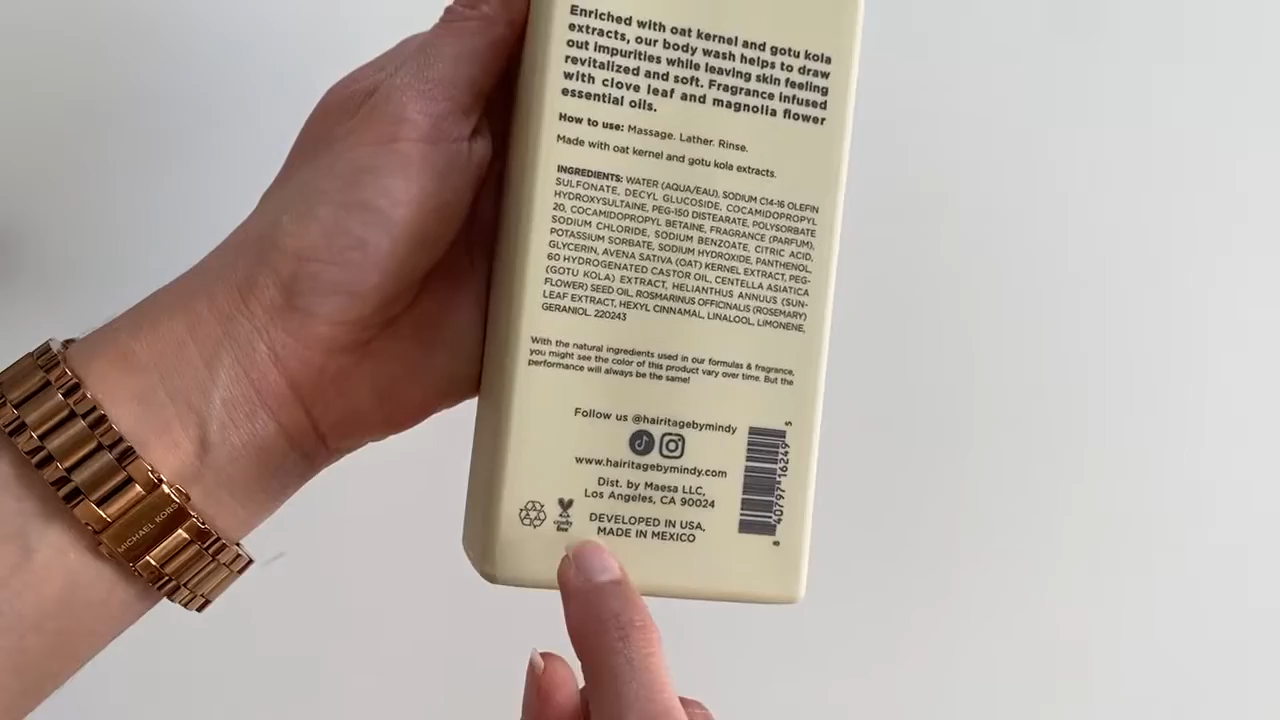 Enriched with oat kernel and gotu kola
extracts, our body wash helps to draw
out impurities while leaving skin feeling
revitalized and soft. Fragrance infused
with clove leaf and magnolia flower
essential oils.
How to use: Massage. Lather. Rinse.
Made with oat kernel and gotu kola extracts.
INGREDIENTS: WATER (AQUA/EAU), SODIUM C14-16 OLEFIN
SULFONATE, DECYL GLUCOSIDE, COCAMIDOPROPYL
HYDROXYSULTAINE, PEG-150 DISTEARATE, POLYSORBATE
20, COCAMIDOPROPYL BETAINE, FRAGRANCE (PARFUM),
SODIUM CHLORIDE, SODIUM BENZOATE, CITRIC ACID,
POTASSIUM SORBATE, SODIUM HYDROXIDE, PANTHENOL,
GLYCERIN, AVENA SATIVA (OAT) KERNEL EXTRACT, PEG-
60 HYDROGENATED CASTOR OIL, CENTELLA ASIATICA
(GOTU KOLA) EXTRACT, HELIANTHUS ANNUUS (SUN-
FLOWER) SEED OIL, ROSMARINUS OFFICINALIS (ROSEMARY)
LEAF EXTRACT, HEXYL CINNAMAL, LINALOOL, LIMONENE,
GERANIOL. 220243
With the natural ingredients used in our formulas & fragrance,
you might see the color of this product vary over time. But the
performance will always be the same!
Follow us @hairitagebymindy
www.hairitagebymindy.com
Dist. by Maesa LLC,
Los Angeles, CA 90024
cruelty
free
DEVELOPED IN USA,
MADE IN MEXICO
8 40797 16249 5
MICHAEL KORS